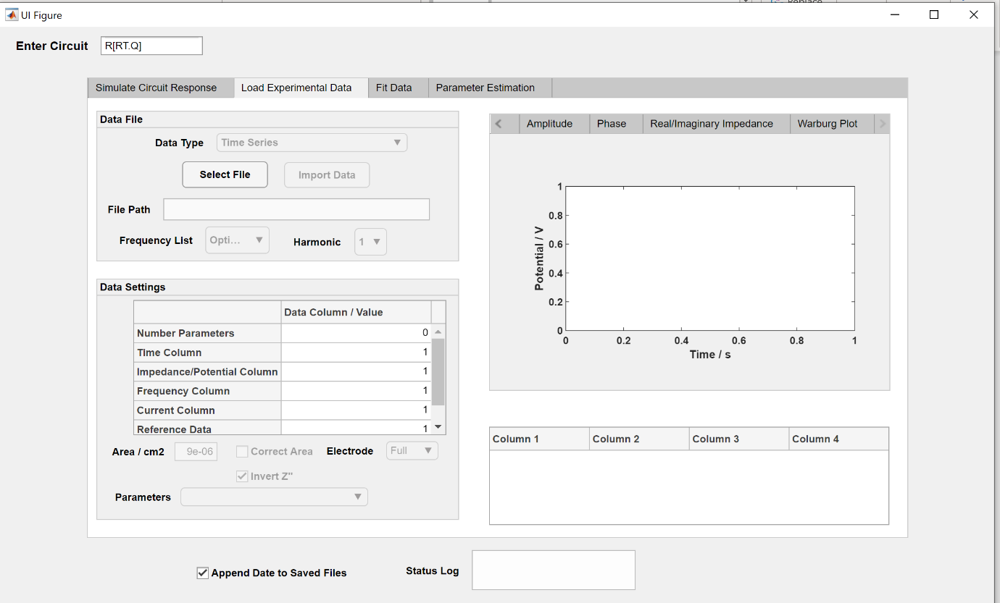 Replace
UI Figure
Enter Circuit R[RT.Q]
Simulate Circuit Response Load Experimental Data Fit Data Parameter Estimation
Data File
Data Type Time Series
Select File Import Data
File Path
Frequency List Opti... Harmonic 1
Data Settings
Data Column / Value
Number Parameters 0
Time Column 1
Impedance/Potential Column 1
Frequency Column 1
Current Column 1
Reference Data 1
Area / cm2 9e-06 Correct Area Electrode Full
Invert Z"
Parameters
Amplitude Phase Real/Imaginary Impedance Warburg Plot
1
0.8
0.6
0.4
0.2
0
Potential / V
0 0.2 0.4 0.6 0.8 1
Time / s
Column 1 Column 2 Column 3 Column 4
Append Date to Saved Files Status Log